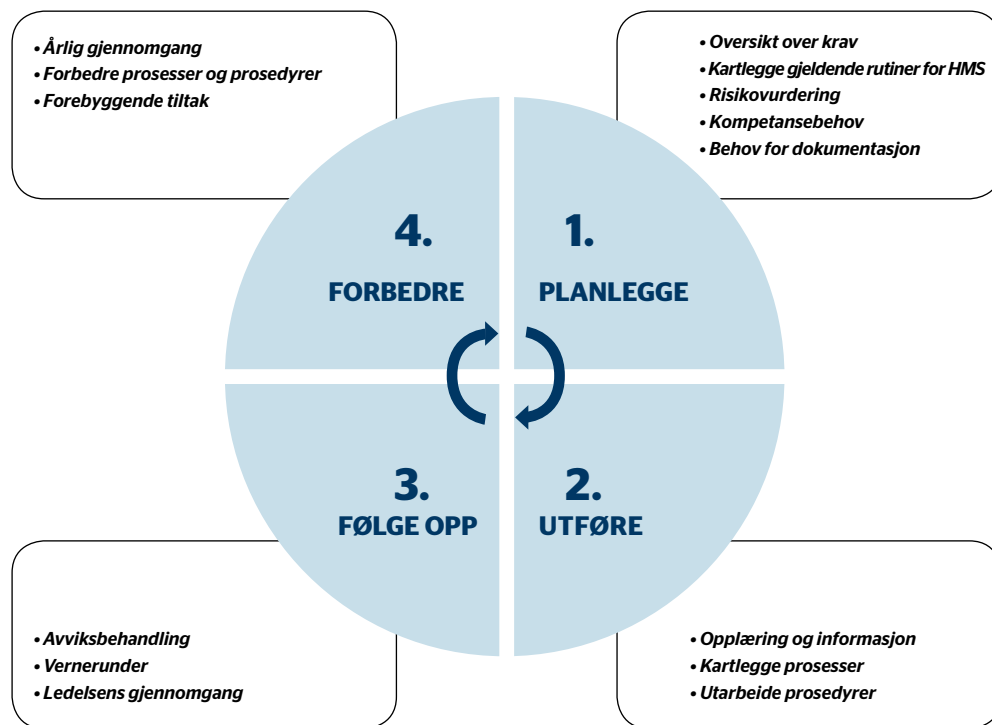 • Årlig gjennomgang
• Forbedre prosesser og prosedyrer
• Forebyggende tiltak
• Oversikt over krav
• Kartlegge gjeldende rutiner for HMS
• Risikovurdering
• Kompetansebehov
• Behov for dokumentasjon
4.
FORBEDRE
1.
PLANLEGGE
3.
FØLGE OPP
2.
UTFØRE
• Avviksbehandling
• Vernerunder
• Ledelsens gjennomgang
• Opplæring og informasjon
• Kartlegge prosesser
• Utarbeide prosedyrer